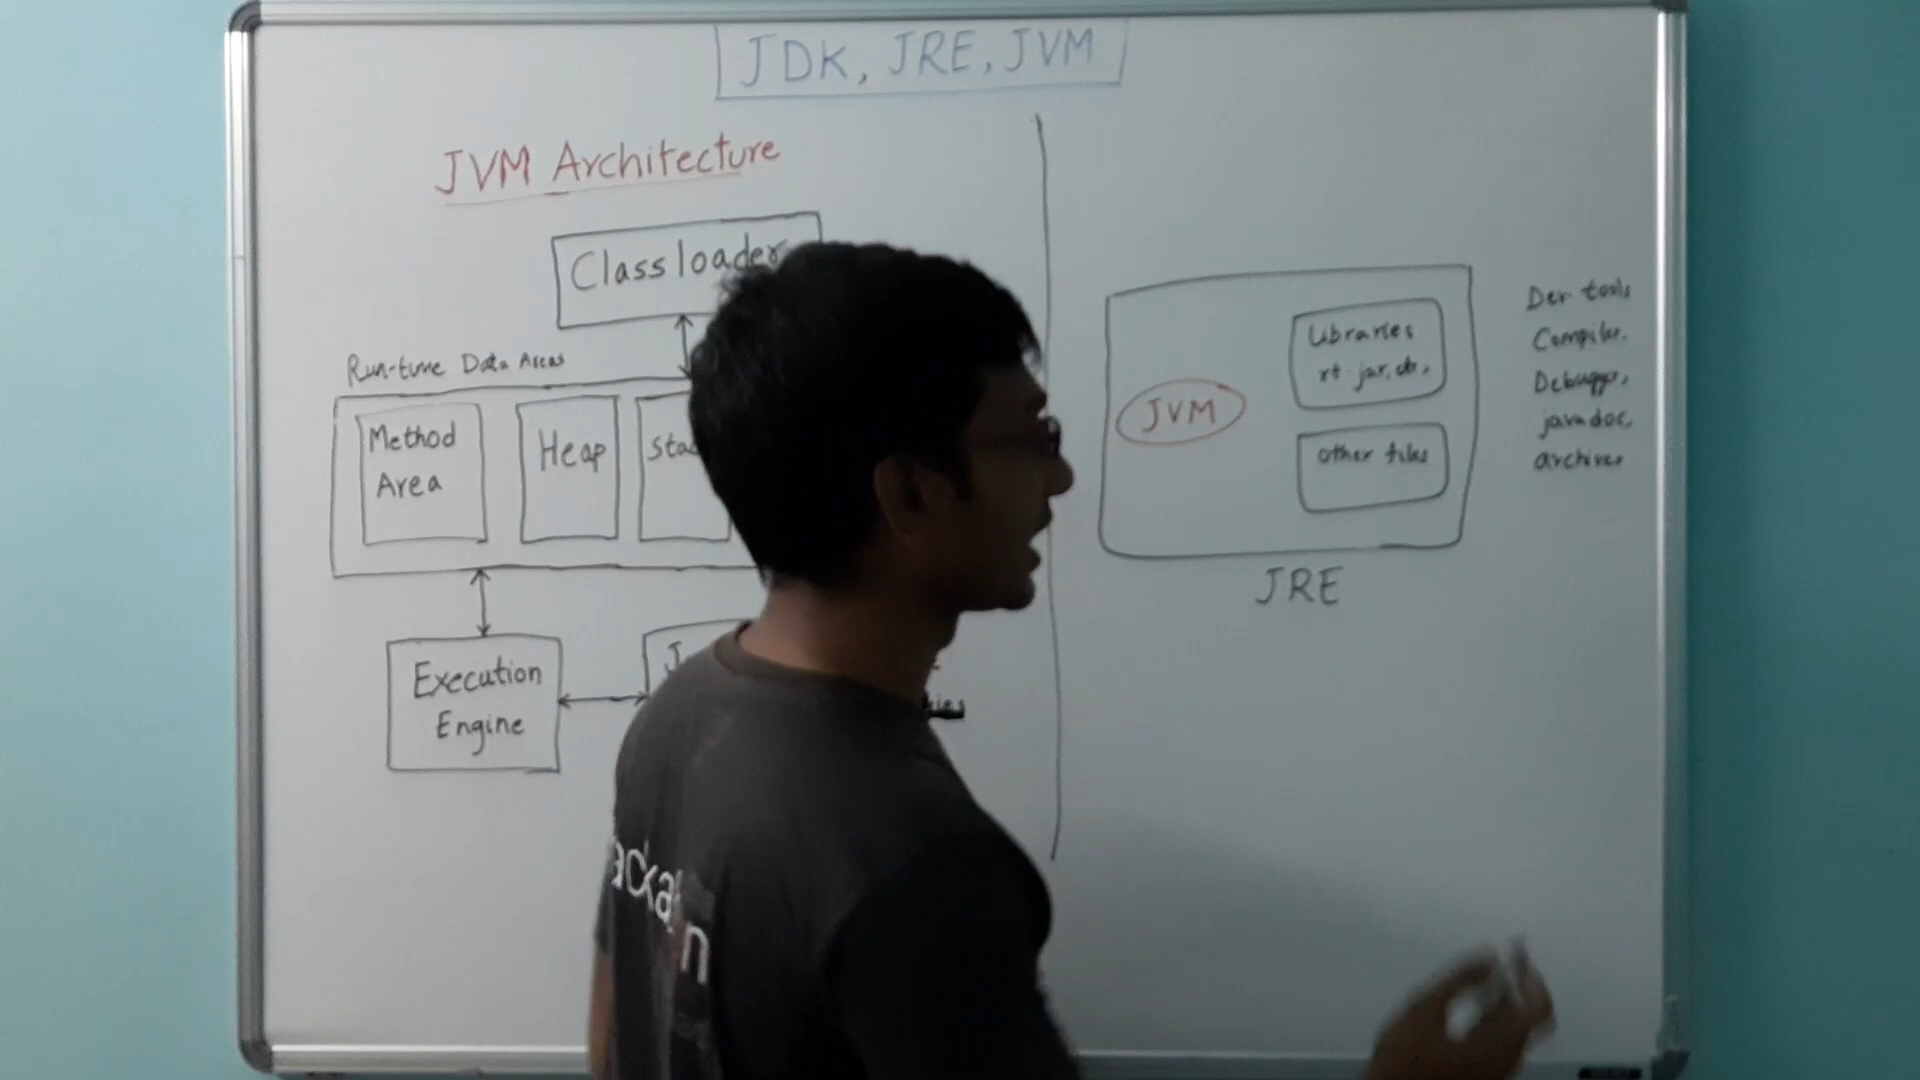 JDK, JRE, JVM
JVM Architecture
Classloader
Run-time Data Areas
Method
Area
Heap
Execution
Engine
JVM
Libraries
rt.jar, etc,
other files
JRE
Dev tools
Compiler.
Debugger,
javadoc,
archiver